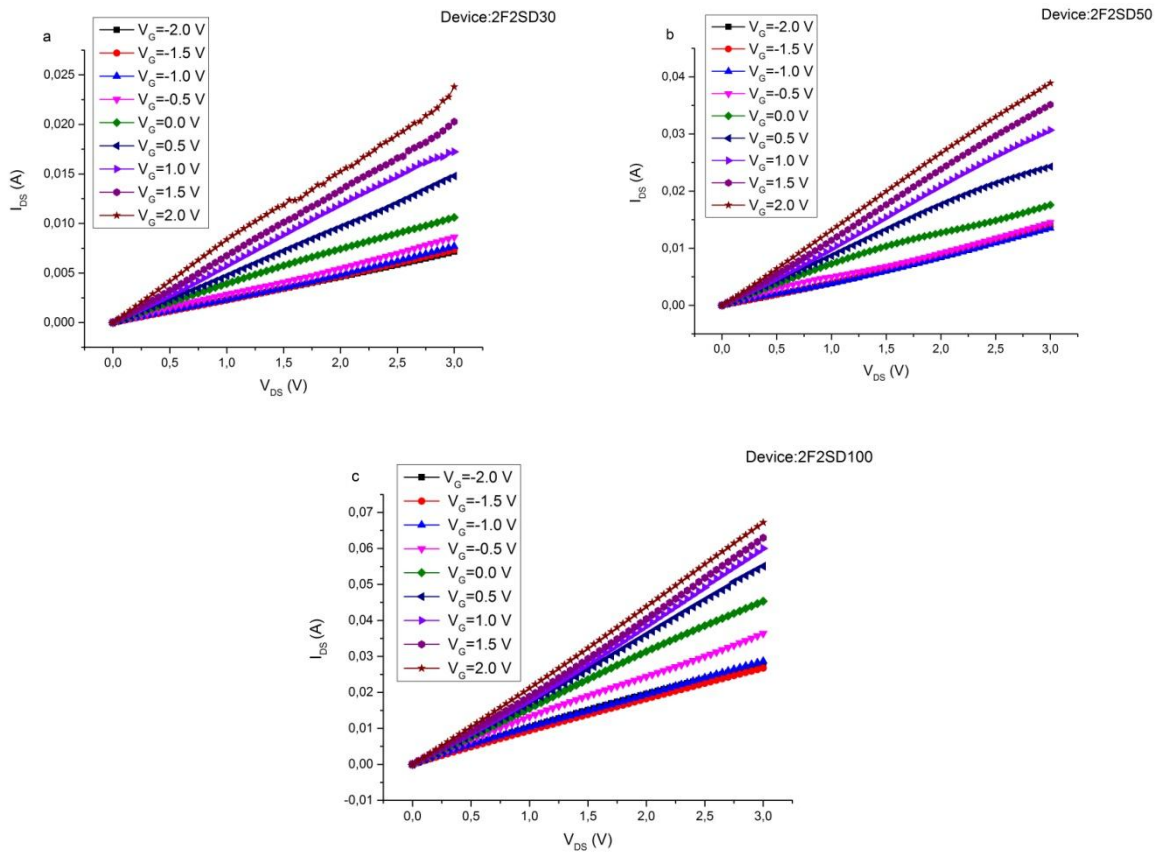 Device:2F2SD30
a
V_G=-2.0 V
V_G=-1.5 V
V_G=-1.0 V
V_G=-0.5 V
V_G=0.0 V
V_G=0.5 V
V_G=1.0 V
V_G=1.5 V
V_G=2.0 V
0,025
0,020
0,015
0,010
0,005
0,000
I_DS (A)
0,0 0,5 1,0 1,5 2,0 2,5 3,0
V_DS (V)
Device:2F2SD50
b
V_G=-2.0 V
V_G=-1.5 V
V_G=-1.0 V
V_G=-0.5 V
V_G=0.0 V
V_G=0.5 V
V_G=1.0 V
V_G=1.5 V
V_G=2.0 V
0,04
0,03
0,02
0,01
0,00
I_DS (A)
0,0 0,5 1,0 1,5 2,0 2,5 3,0
V_DS (V)
Device:2F2SD100
c
V_G=-2.0 V
V_G=-1.5 V
V_G=-1.0 V
V_G=-0.5 V
V_G=0.0 V
V_G=0.5 V
V_G=1.0 V
V_G=1.5 V
V_G=2.0 V
0,07
0,06
0,05
0,04
0,03
0,02
0,01
0,00
-0,01
I_DS (A)
0,0 0,5 1,0 1,5 2,0 2,5 3,0
V_DS (V)